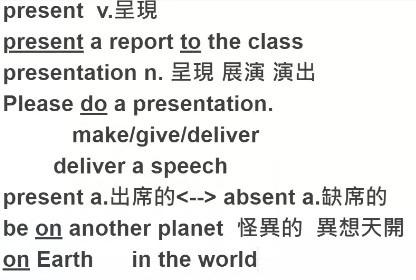 present v.呈現
present a report to the class
presentation n. 呈現 展演 演出
Please do a presentation.
make/give/deliver
deliver a speech
present a.出席的<--> absent a.缺席的
be on another planet 怪異的 異想天開
on Earth in the world